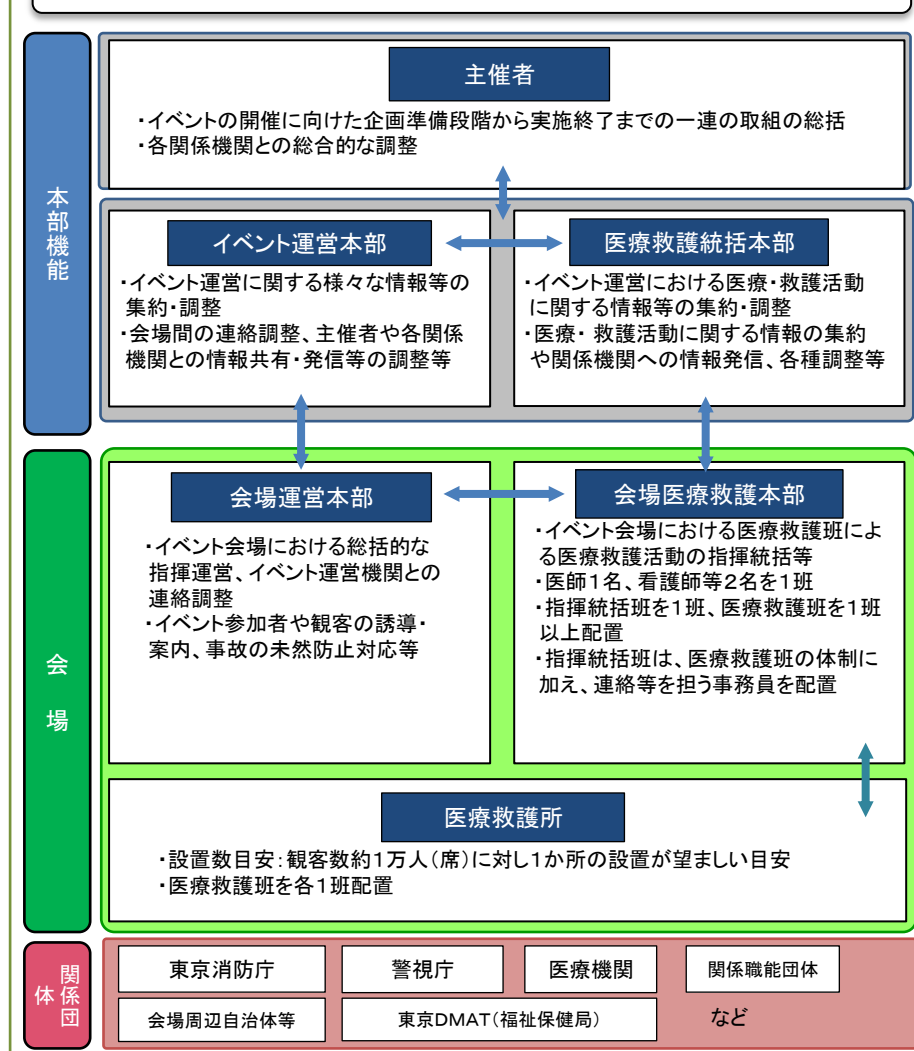 本部機能
主催者
・イベントの開催に向けた企画準備段階から実施終了までの一連の取組の総括
・各関係機関との総合的な調整
イベント運営本部
・イベント運営に関する様々な情報等の
集約・調整
・会場間の連絡調整、主催者や各関係
機関との情報共有・発信等の調整等
医療救護統括本部
・イベント運営における医療・救護活動
に関する情報等の集約・調整
・医療・ 救護活動に関する情報の集約
や関係機関への情報発信、各種調整等
会場
会場運営本部
・イベント会場における総括的な
指揮運営、イベント運営機関との
連絡調整
・イベント参加者や観客の誘導・
案内、事故の未然防止対応等
会場医療救護本部
・イベント会場における医療救護班によ
る医療救護活動の指揮統括等
・医師1名、看護師等2名を1班
・指揮統括班を1班、医療救護班を1班
以上配置
・指揮統括班は、医療救護班の体制に
加え、連絡等を担う事務員を配置
医療救護所
・設置数目安:観客数約1万人(席)に対し1か所の設置が望ましい目安
・医療救護班を各1班配置
関係団体
東京消防庁
警視庁
医療機関
関係職能団体
会場周辺自治体等
東京DMAT(福祉保健局)
など